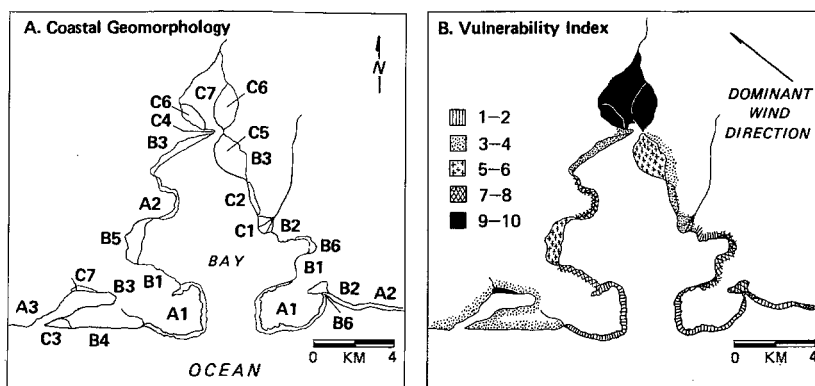 A. Coastal Geomorphology
N
C7
C6
C6
C4
C5
B3
B3
C2
A2
C1
B2
B5
B6
BAY
B1
B1
C7
B3
B2
A3
A1
A1
A2
B6
C3
B4
OCEAN
0 KM 4
B. Vulnerability Index
DOMINANT
WIND
DIRECTION
1–2
3–4
5–6
7–8
9–10
0 KM 4